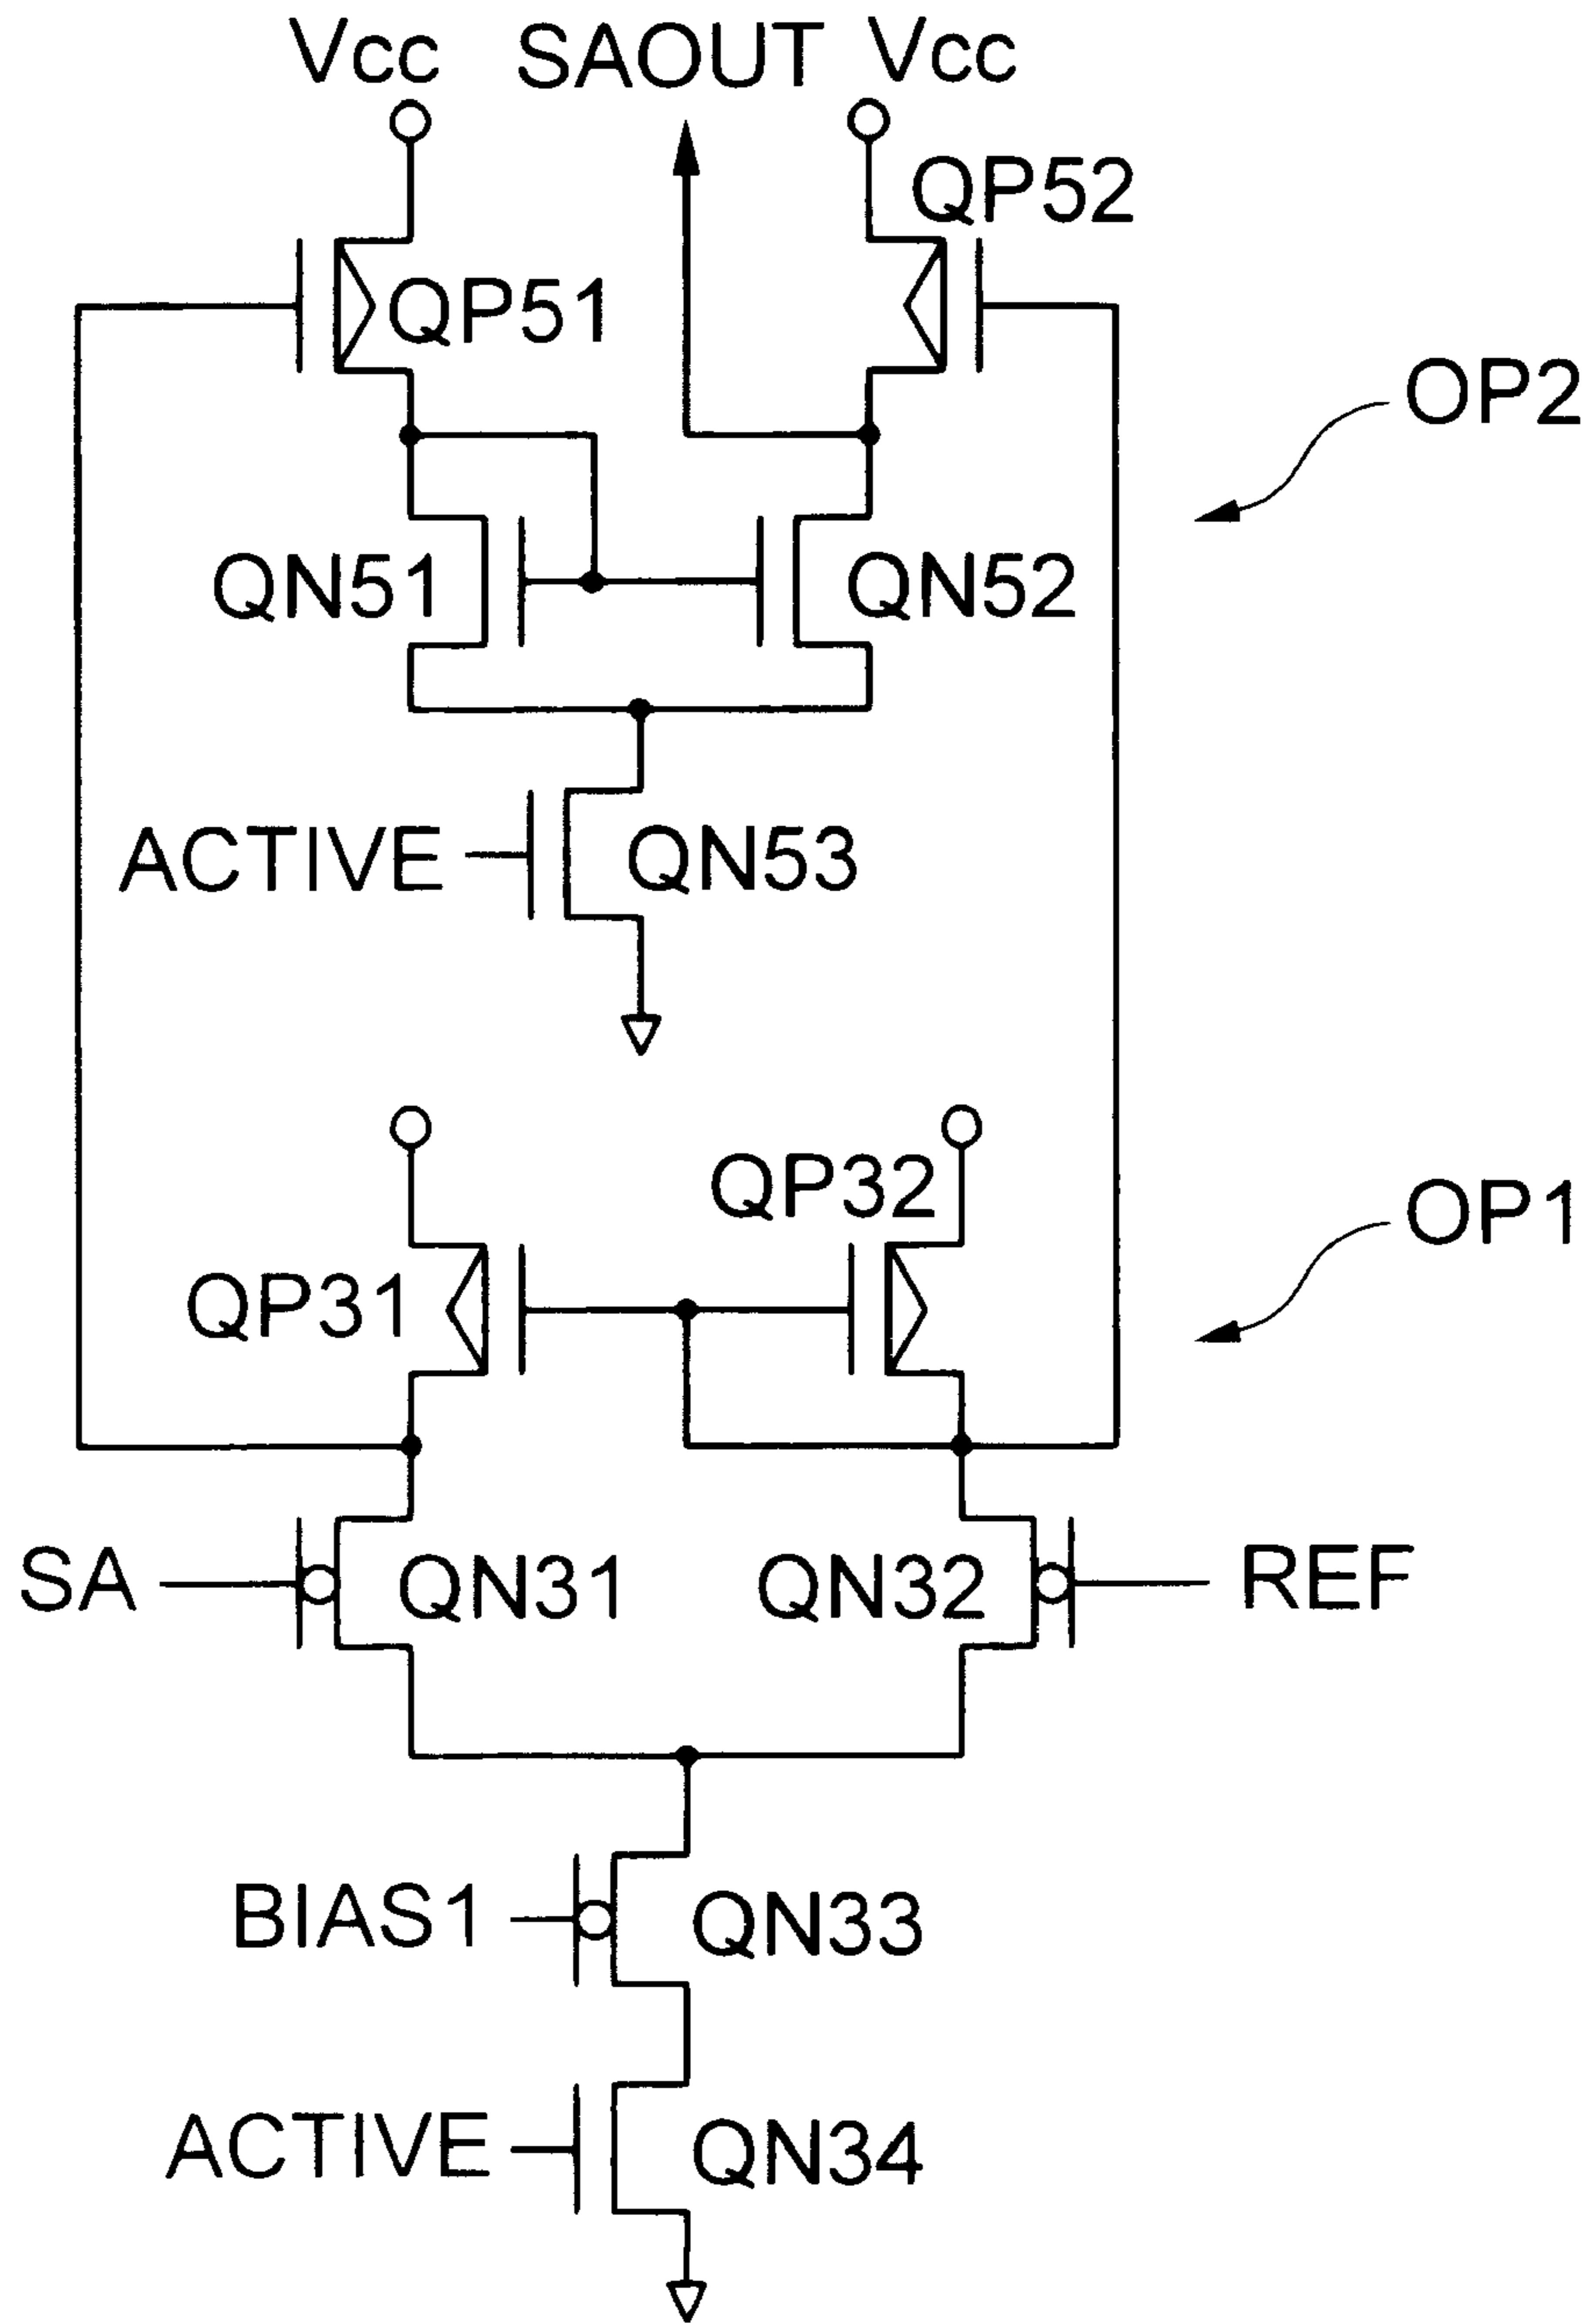 Vcc SAOUT Vcc
QP52
QP51
OP2
QN51 QN52
ACTIVE QN53
QP32
OP1
QP31
SA QN31 QN32 REF
BIAS1 QN33
ACTIVE QN34